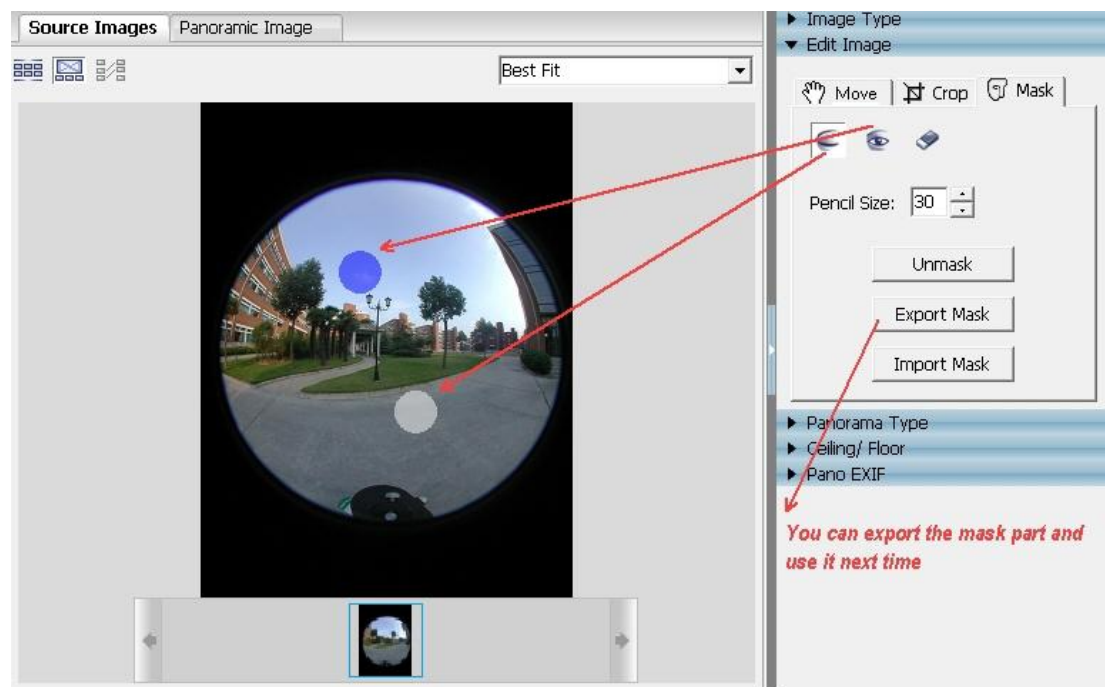 Source Images
Panoramic Image
Best Fit
Image Type
Edit Image
Move
Crop
Mask
Pencil Size: 30
Unmask
Export Mask
Import Mask
Panorama Type
Ceiling/ Floor
Pano EXIF
You can export the mask part and
use it next time